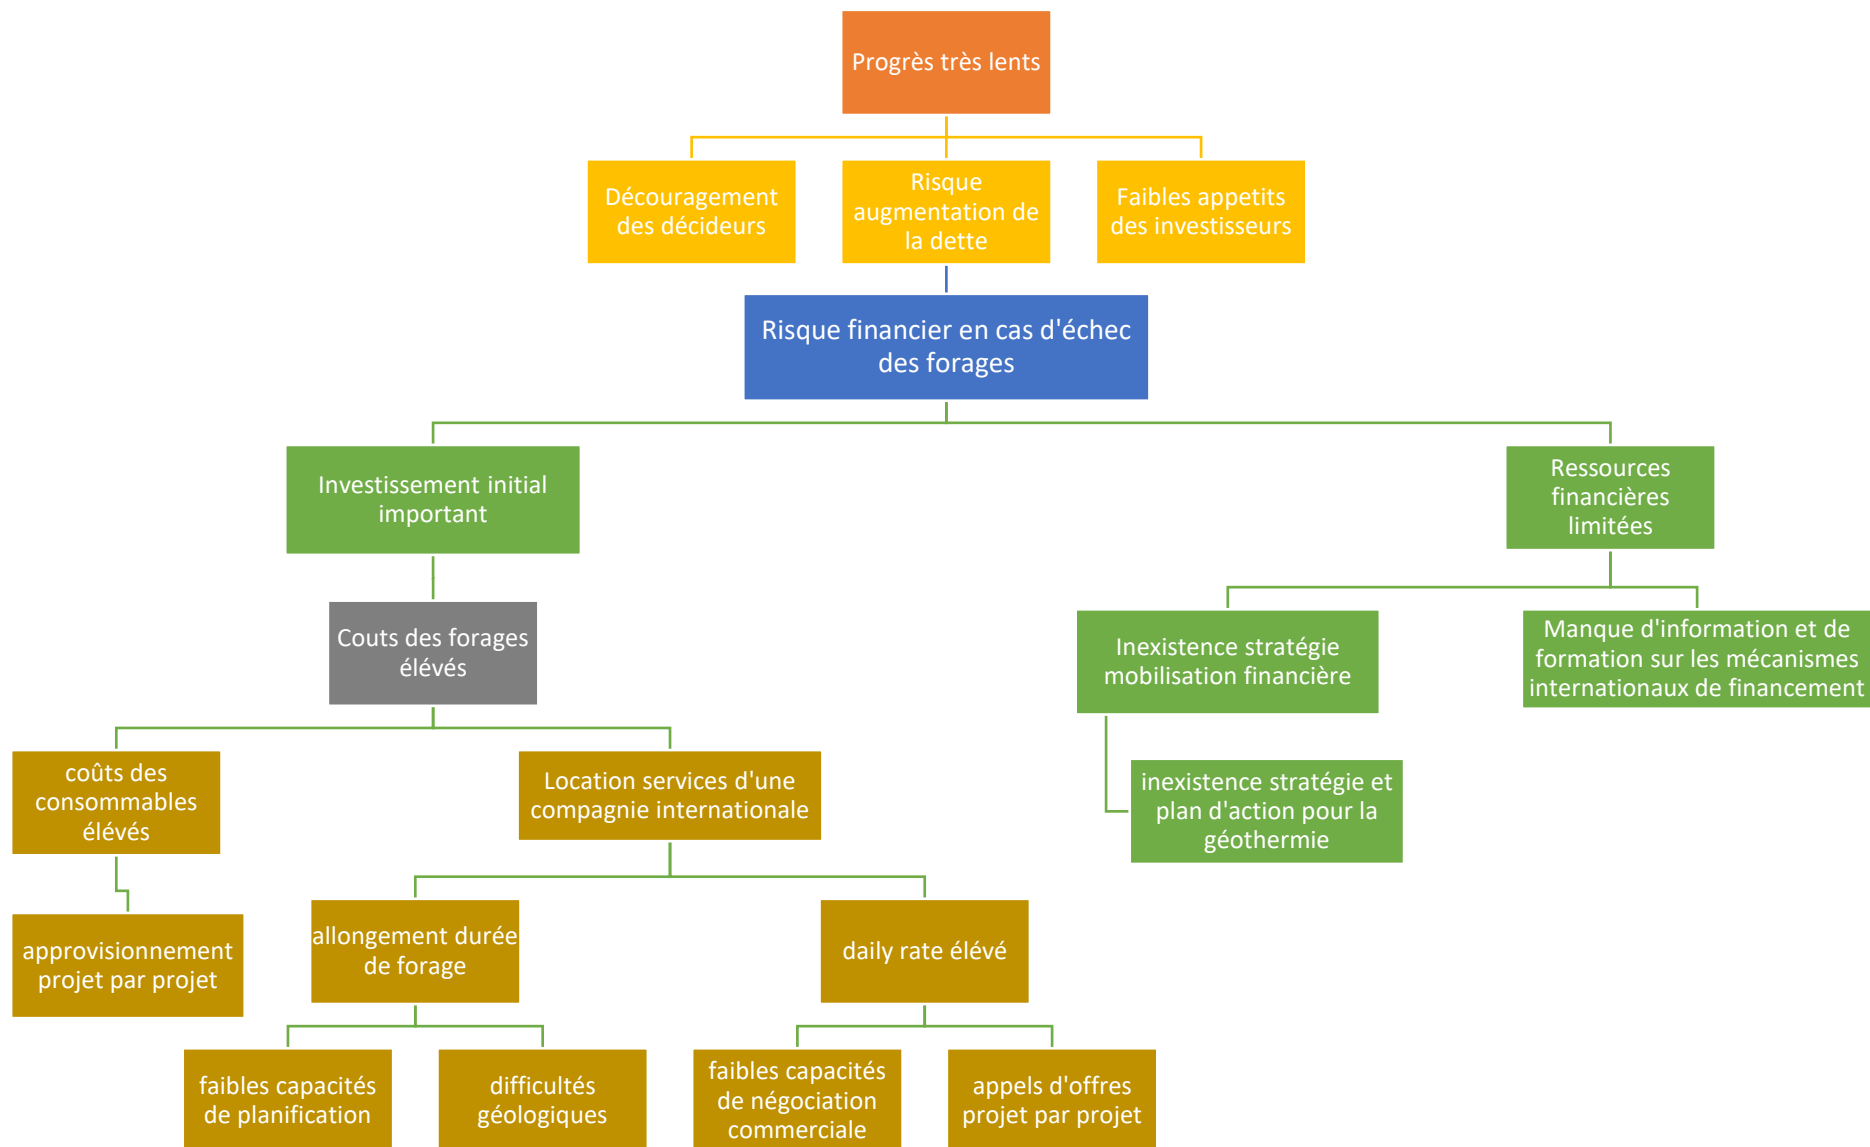 Progrès très lents
Découragement
des décideurs
Risque
augmentation de
la dette
Faibles appetits
des investisseurs
Risque financier en cas d'échec
des forages
Investissement initial
important
Ressources
financières
limitées
Couts des forages
élévés
Inexistence stratégie
mobilisation financière
Manque d'information et de
formation sur les mécanismes
internationaux de financement
coûts des
consommables
élévés
Location services d'une
compagnie internationale
inexistence stratégie et
plan d'action pour la
géothermie
approvisionnement
projet par projet
allongement durée
de forage
daily rate élévé
faibles capacités
de planification
difficultés
géologiques
faibles capacités
de négociation
commerciale
appels d'offres
projet par projet